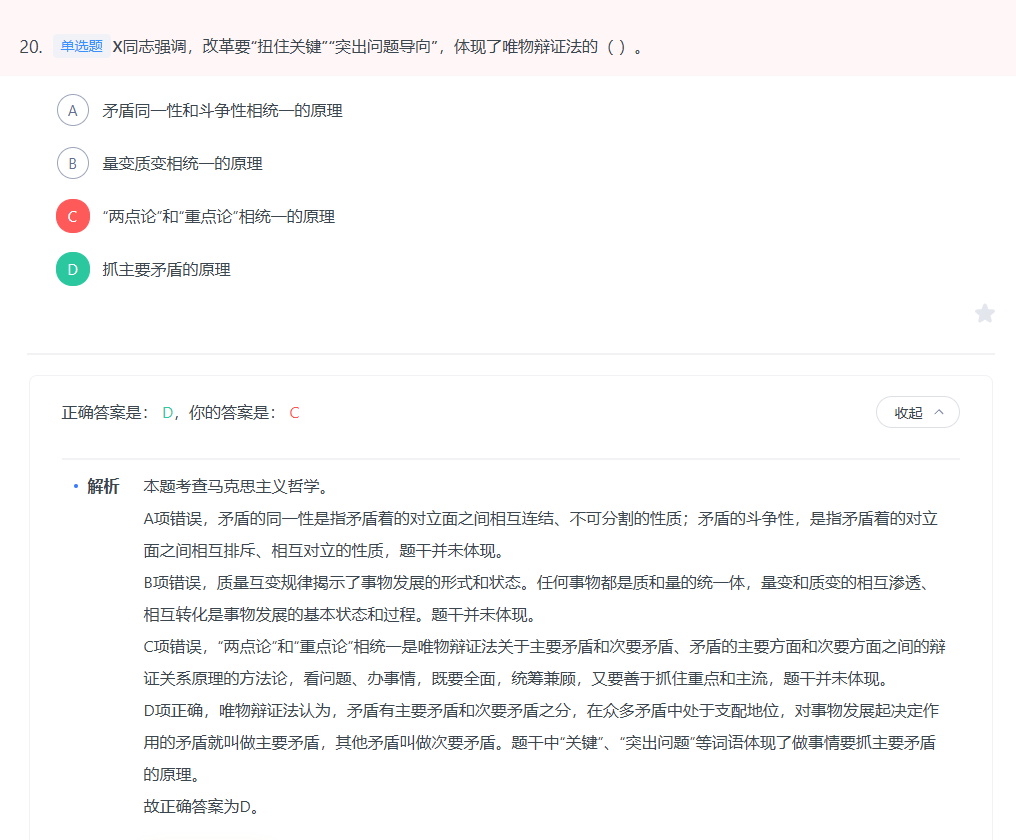 20. 单选题 X同志强调，改革要“扭住关键”“突出问题导向”，体现了唯物辩证法的（ ）。
A 矛盾同一性和斗争性相统一的原理
B 量变质变相统一的原理
C “两点论”和“重点论”相统一的原理
D 抓主要矛盾的原理
正确答案是： D，你的答案是： C
收起
解析 本题考查马克思主义哲学。
A项错误，矛盾的同一性是指矛盾着的对立面之间相互连结、不可分割的性质；矛盾的斗争性，是指矛盾着的对立
面之间相互排斥、相互对立的性质，题干并未体现。
B项错误，质量互变规律揭示了事物发展的形式和状态。任何事物都是质和量的统一体，量变和质变的相互渗透、
相互转化是事物发展的基本状态和过程。题干并未体现。
C项错误，“两点论”和“重点论”相统一是唯物辩证法关于主要矛盾和次要矛盾、矛盾的主要方面和次要方面之间的辩
证关系原理的方法论，看问题、办事情，既要全面，统筹兼顾，又要善于抓住重点和主流，题干并未体现。
D项正确，唯物辩证法认为，矛盾有主要矛盾和次要矛盾之分，在众多矛盾中处于支配地位，对事物发展起决定作
用的矛盾就叫做主要矛盾，其他矛盾叫做次要矛盾。题干中“关键”、“突出问题”等词语体现了做事情要抓主要矛盾
的原理。
故正确答案为D。